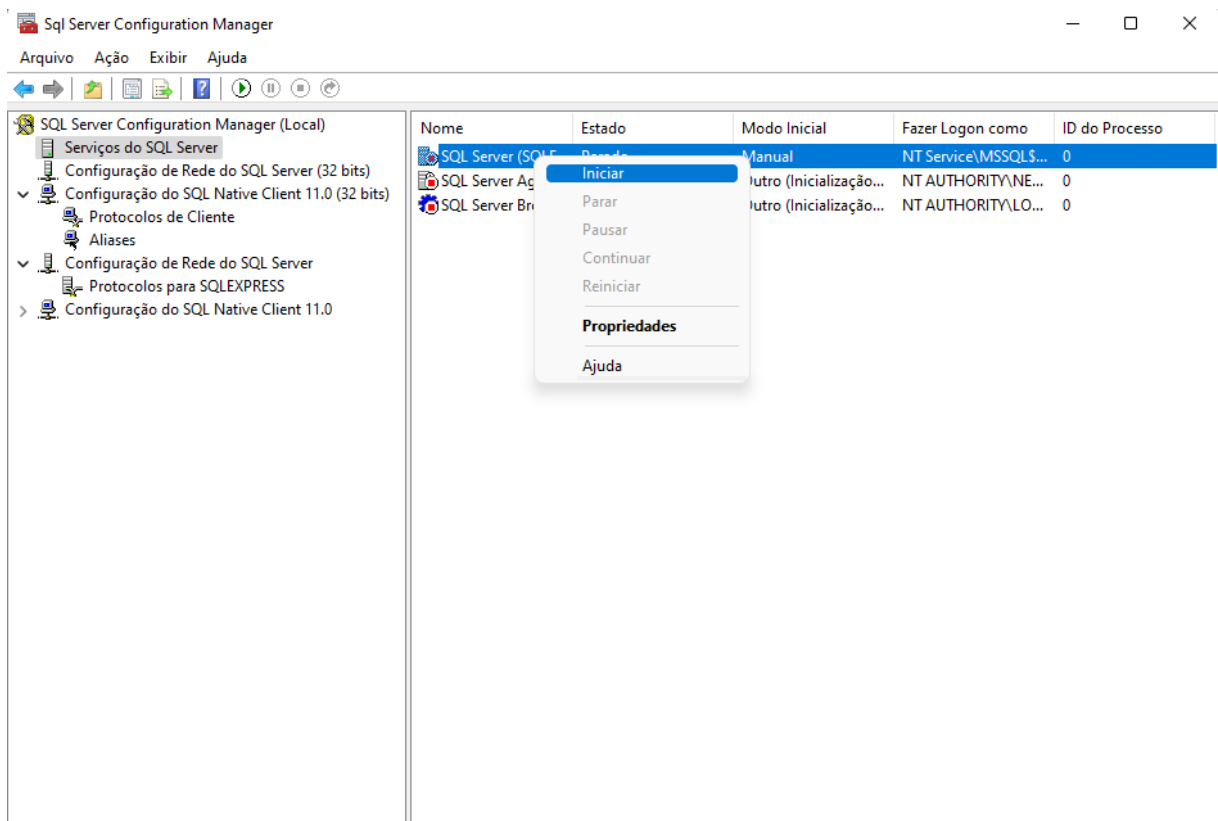 Sql Server Configuration Manager
Arquivo Ação Exibir Ajuda
SQL Server Configuration Manager (Local)
Serviços do SQL Server
Configuração de Rede do SQL Server (32 bits)
Configuração do SQL Native Client 11.0 (32 bits)
Protocolos de Cliente
Aliases
Configuração de Rede do SQL Server
Protocolos para SQLEXPRESS
Configuração do SQL Native Client 11.0
Nome Estado Modo Inicial Fazer Logon como ID do Processo
SQL Server (SQLE Parado Manual NT Service\MSSQL$... 0
SQL Server Ag utro (Inicialização... NT AUTHORITY\NE... 0
SQL Server Bro utro (Inicialização... NT AUTHORITY\LO... 0
Iniciar
Parar
Pausar
Continuar
Reiniciar
Propriedades
Ajuda